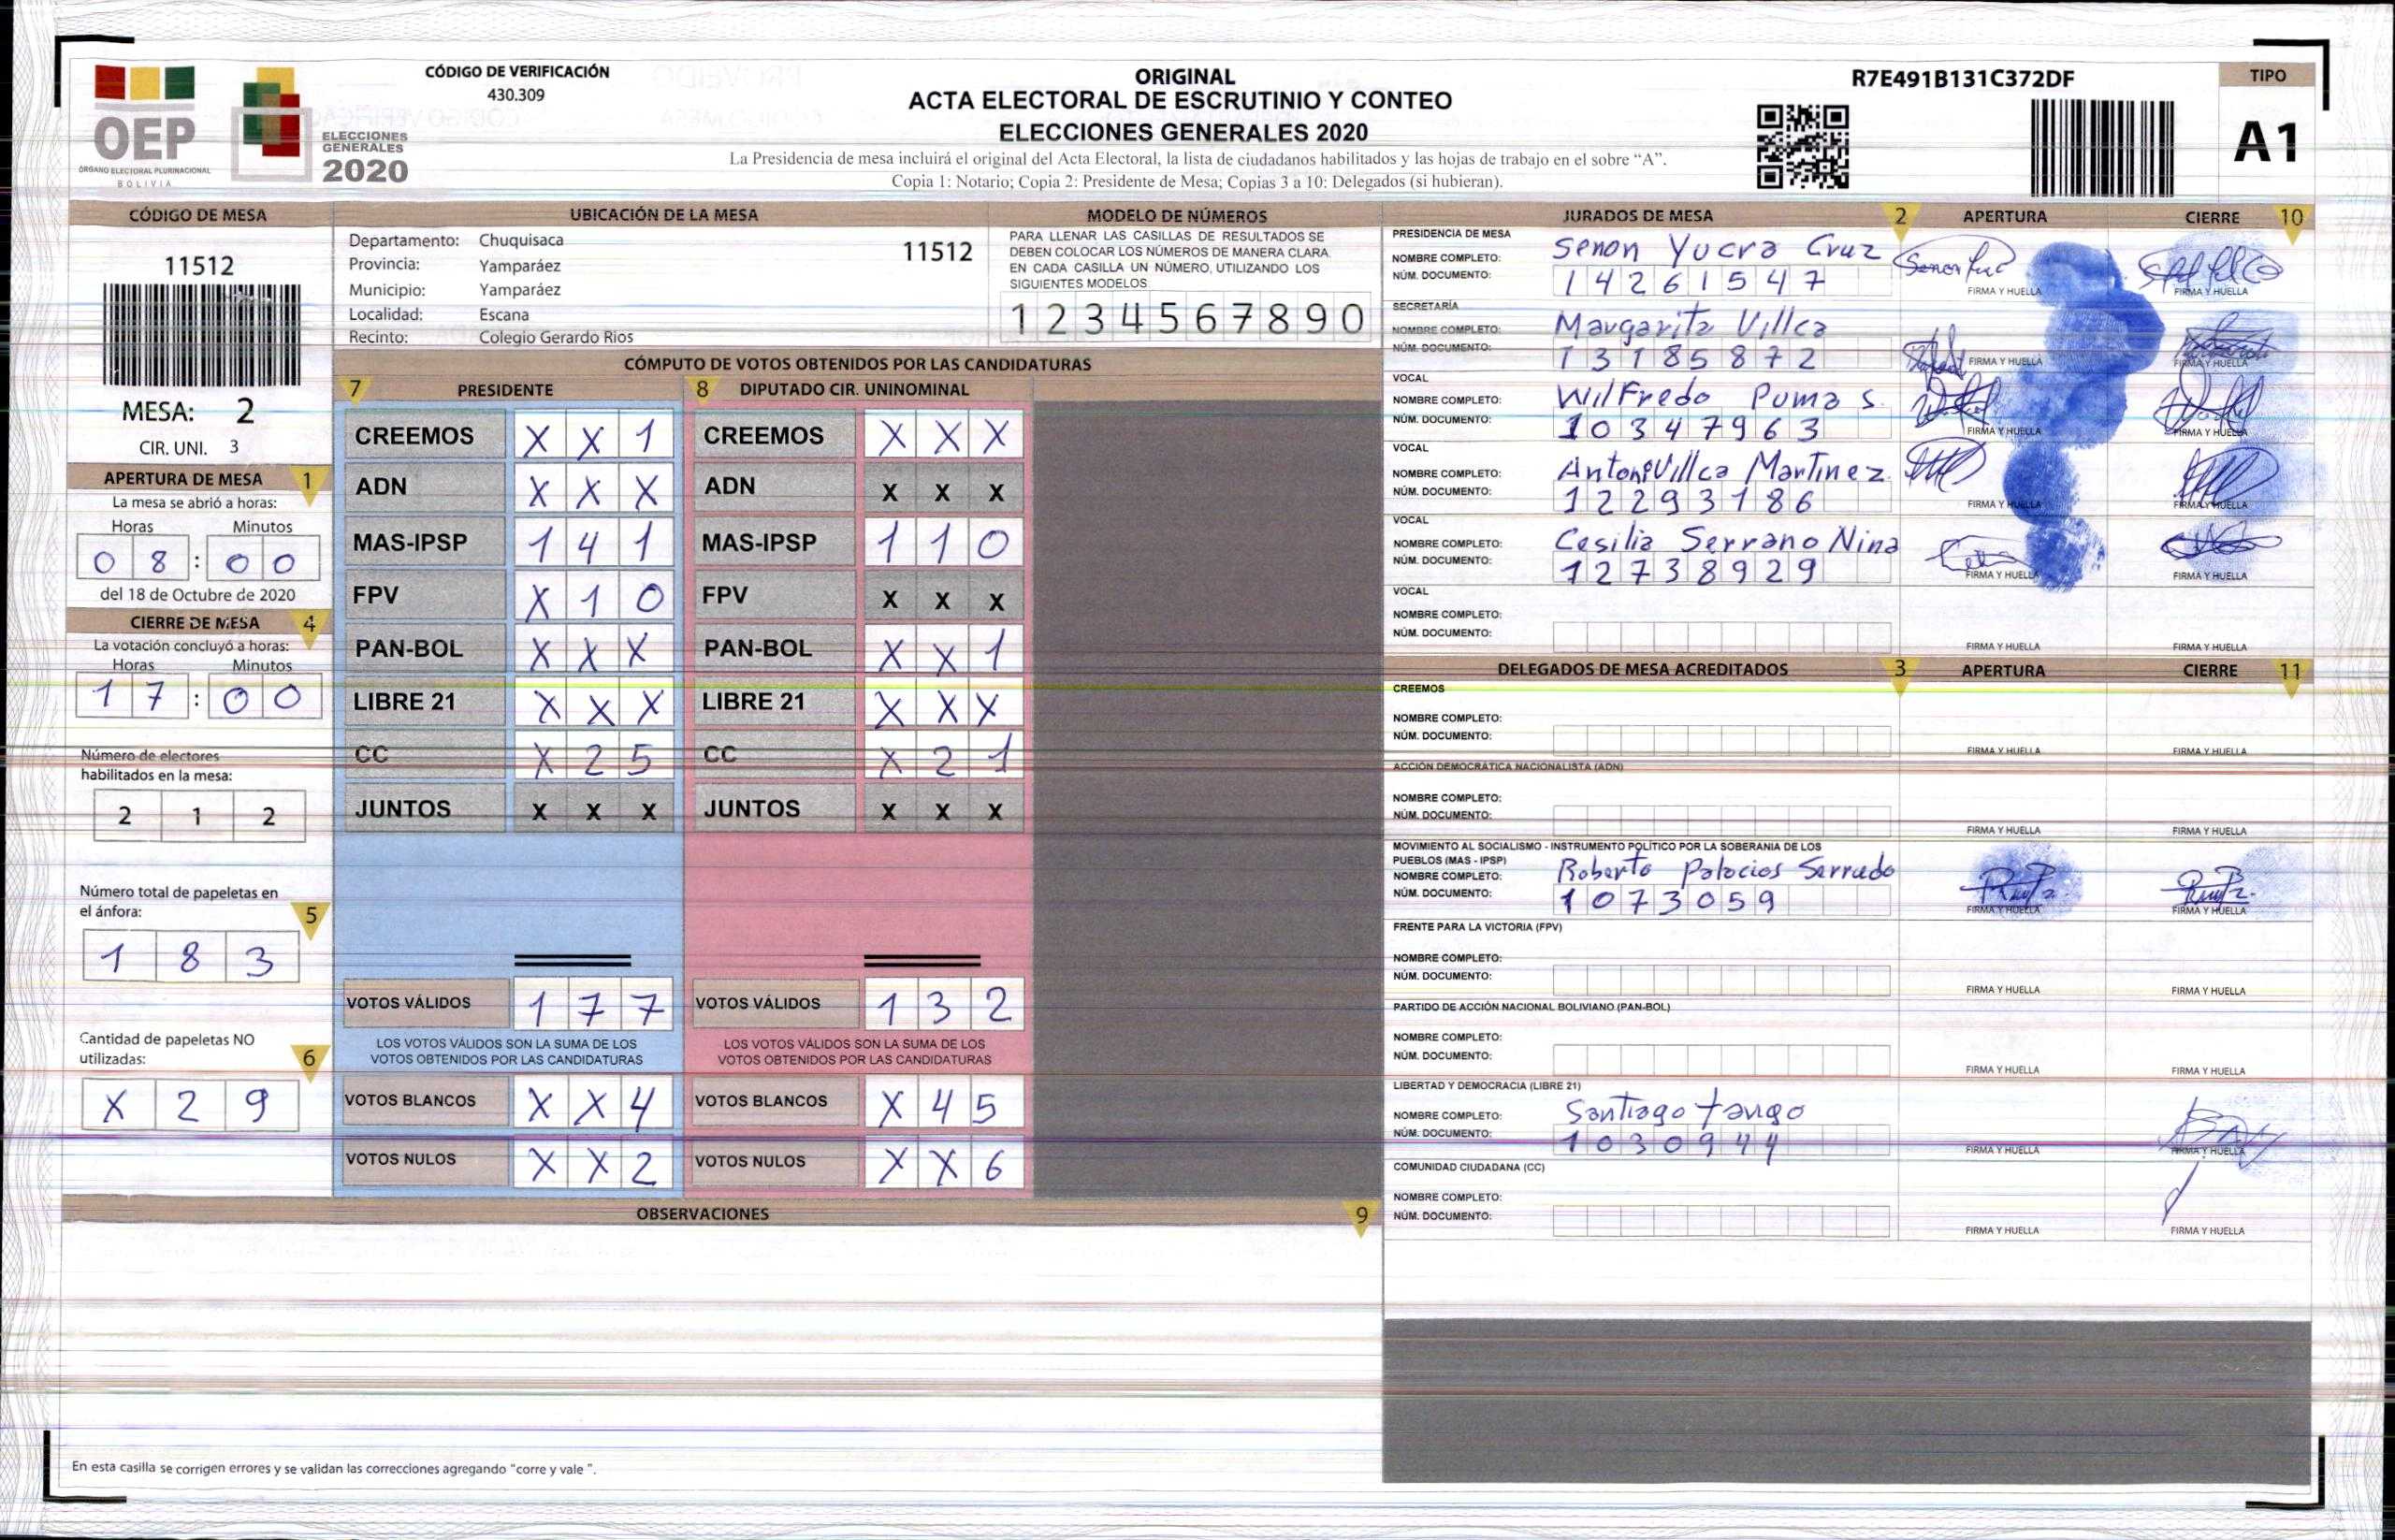 CÓDIGO DE VERIFICACIÓN
430.309
OEP
ÓRGANO ELECTORAL PLURINACIONAL
BOLIVIA
ELECCIONES
GENERALES
2020
ORIGINAL
ACTA ELECTORAL DE ESCRUTINIO Y CONTEO
ELECCIONES GENERALES 2020
La Presidencia de mesa incluirá el original del Acta Electoral, la lista de ciudadanos habilitados y las hojas de trabajo en el sobre “A”.
Copia 1: Notario; Copia 2: Presidente de Mesa; Copias 3 a 10: Delegados (si hubieran).
R7E491B131C372DF
TIPO
A1
CÓDIGO DE MESA
11512
MESA: 2
CIR. UNI. 3
APERTURA DE MESA 1
La mesa se abrió a horas:
Horas Minutos
0 8 : 0 0
del 18 de Octubre de 2020
CIERRE DE MESA 4
La votación concluyó a horas:
Horas Minutos
1 7 : 0 0
Número de electores
habilitados en la mesa:
2 1 2
Número total de papeletas en
el ánfora: 5
1 8 3
Cantidad de papeletas NO
utilizadas: 6
X 2 9
UBICACIÓN DE LA MESA
Departamento: Chuquisaca 11512
Provincia: Yamparáez
Municipio: Yamparáez
Localidad: Escana
Recinto: Colegio Gerardo Rios
MODELO DE NÚMEROS
PARA LLENAR LAS CASILLAS DE RESULTADOS SE
DEBEN COLOCAR LOS NÚMEROS DE MANERA CLARA.
EN CADA CASILLA UN NÚMERO, UTILIZANDO LOS
SIGUIENTES MODELOS
1 2 3 4 5 6 7 8 9 0
CÓMPUTO DE VOTOS OBTENIDOS POR LAS CANDIDATURAS
7 PRESIDENTE 8 DIPUTADO CIR. UNINOMINAL
CREEMOS X X 1 CREEMOS X X X
ADN X X X ADN X X X
MAS-IPSP 1 4 1 MAS-IPSP 1 1 0
FPV X 1 0 FPV X X X
PAN-BOL X X X PAN-BOL X X 1
LIBRE 21 X X X LIBRE 21 X X X
CC X 2 5 CC X 2 1
JUNTOS X X X JUNTOS X X X
VOTOS VÁLIDOS 1 7 7 VOTOS VÁLIDOS 1 3 2
LOS VOTOS VÁLIDOS SON LA SUMA DE LOS LOS VOTOS VÁLIDOS SON LA SUMA DE LOS
VOTOS OBTENIDOS POR LAS CANDIDATURAS VOTOS OBTENIDOS POR LAS CANDIDATURAS
VOTOS BLANCOS X X 4 VOTOS BLANCOS X 4 5
VOTOS NULOS X X 2 VOTOS NULOS X X 6
OBSERVACIONES 9
En esta casilla se corrigen errores y se validan las correcciones agregando "corre y vale ".
JURADOS DE MESA 2 APERTURA CIERRE 10
PRESIDENCIA DE MESA
NOMBRE COMPLETO: Senon Yucra Cruz
NÚM. DOCUMENTO: 1 4 2 6 1 5 4 7
FIRMA Y HUELLA FIRMA Y HUELLA
SECRETARÍA
NOMBRE COMPLETO: Margarita Villca
NÚM. DOCUMENTO: 1 3 1 8 5 8 7 2
FIRMA Y HUELLA FIRMA Y HUELLA
VOCAL
NOMBRE COMPLETO: Wilfredo Puma S.
NÚM. DOCUMENTO: 1 0 3 4 7 9 6 3
FIRMA Y HUELLA FIRMA Y HUELLA
VOCAL
NOMBRE COMPLETO: Villca Martinez
NÚM. DOCUMENTO: 1 2 2 9 3 1 8 6
FIRMA Y HUELLA FIRMA Y HUELLA
VOCAL
NOMBRE COMPLETO: Cesilia Serrano Nina
NÚM. DOCUMENTO: 1 2 7 3 8 9 2 9
FIRMA Y HUELLA FIRMA Y HUELLA
VOCAL
NOMBRE COMPLETO:
NÚM. DOCUMENTO:
FIRMA Y HUELLA FIRMA Y HUELLA
DELEGADOS DE MESA ACREDITADOS 3 APERTURA CIERRE 11
CREEMOS
NOMBRE COMPLETO:
NÚM. DOCUMENTO:
FIRMA Y HUELLA FIRMA Y HUELLA
ACCIÓN DEMOCRÁTICA NACIONALISTA (ADN)
NOMBRE COMPLETO:
NÚM. DOCUMENTO:
FIRMA Y HUELLA FIRMA Y HUELLA
MOVIMIENTO AL SOCIALISMO - INSTRUMENTO POLÍTICO POR LA SOBERANIA DE LOS
PUEBLOS (MAS - IPSP)
NOMBRE COMPLETO: Roberto Palacios Serrudo
NÚM. DOCUMENTO: 1 0 7 3 0 5 9
FIRMA Y HUELLA FIRMA Y HUELLA
FRENTE PARA LA VICTORIA (FPV)
NOMBRE COMPLETO:
NÚM. DOCUMENTO:
FIRMA Y HUELLA FIRMA Y HUELLA
PARTIDO DE ACCIÓN NACIONAL BOLIVIANO (PAN-BOL)
NOMBRE COMPLETO:
NÚM. DOCUMENTO:
FIRMA Y HUELLA FIRMA Y HUELLA
LIBERTAD Y DEMOCRACIA (LIBRE 21)
NOMBRE COMPLETO: Santiago
NÚM. DOCUMENTO: 1 0 3 0 9 4 4
FIRMA Y HUELLA FIRMA Y HUELLA
COMUNIDAD CIUDADANA (CC)
NOMBRE COMPLETO:
NÚM. DOCUMENTO:
FIRMA Y HUELLA FIRMA Y HUELLA